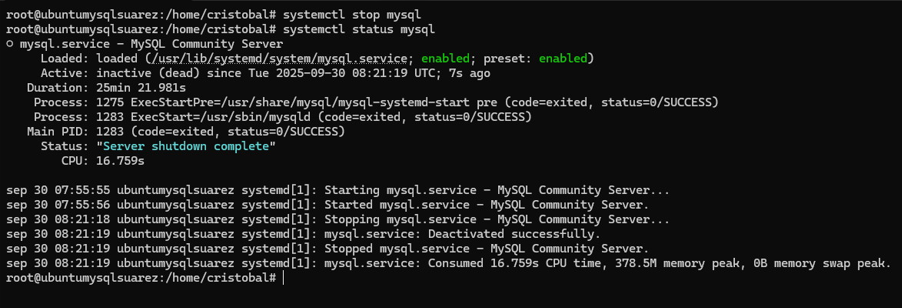 root@ubuntumysqlsuarez:/home/cristobal# systemctl stop mysql
root@ubuntumysqlsuarez:/home/cristobal# systemctl status mysql
○ mysql.service - MySQL Community Server
     Loaded: loaded (/usr/lib/systemd/system/mysql.service; enabled; preset: enabled)
     Active: inactive (dead) since Tue 2025-09-30 08:21:19 UTC; 7s ago
   Duration: 25min 21.981s
    Process: 1275 ExecStartPre=/usr/share/mysql/mysql-systemd-start pre (code=exited, status=0/SUCCESS)
    Process: 1283 ExecStart=/usr/sbin/mysqld (code=exited, status=0/SUCCESS)
   Main PID: 1283 (code=exited, status=0/SUCCESS)
     Status: "Server shutdown complete"
        CPU: 16.759s

sep 30 07:55:55 ubuntumysqlsuarez systemd[1]: Starting mysql.service - MySQL Community Server...
sep 30 07:55:56 ubuntumysqlsuarez systemd[1]: Started mysql.service - MySQL Community Server.
sep 30 08:21:18 ubuntumysqlsuarez systemd[1]: Stopping mysql.service - MySQL Community Server...
sep 30 08:21:19 ubuntumysqlsuarez systemd[1]: mysql.service: Deactivated successfully.
sep 30 08:21:19 ubuntumysqlsuarez systemd[1]: Stopped mysql.service - MySQL Community Server.
sep 30 08:21:19 ubuntumysqlsuarez systemd[1]: mysql.service: Consumed 16.759s CPU time, 378.5M memory peak, 0B memory swap peak.
root@ubuntumysqlsuarez:/home/cristobal#